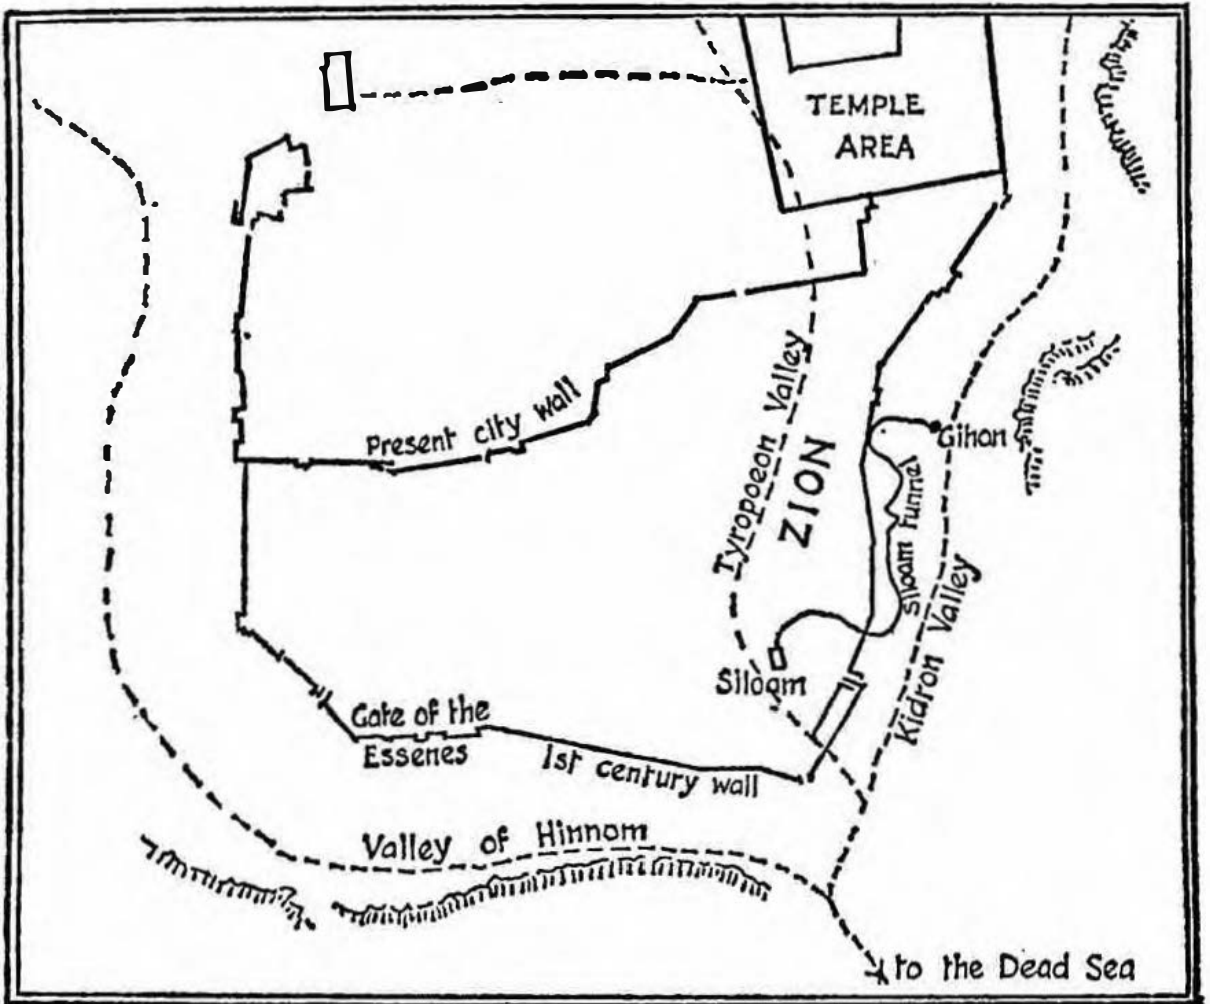 TEMPLE
AREA
Present city wall
Tyropoeon Valley
ZION
Gihon
Siloam tunnel
Kidron Valley
Siloam
Gate of the
Essenes
1st century wall
Valley of Hinnom
to the Dead Sea